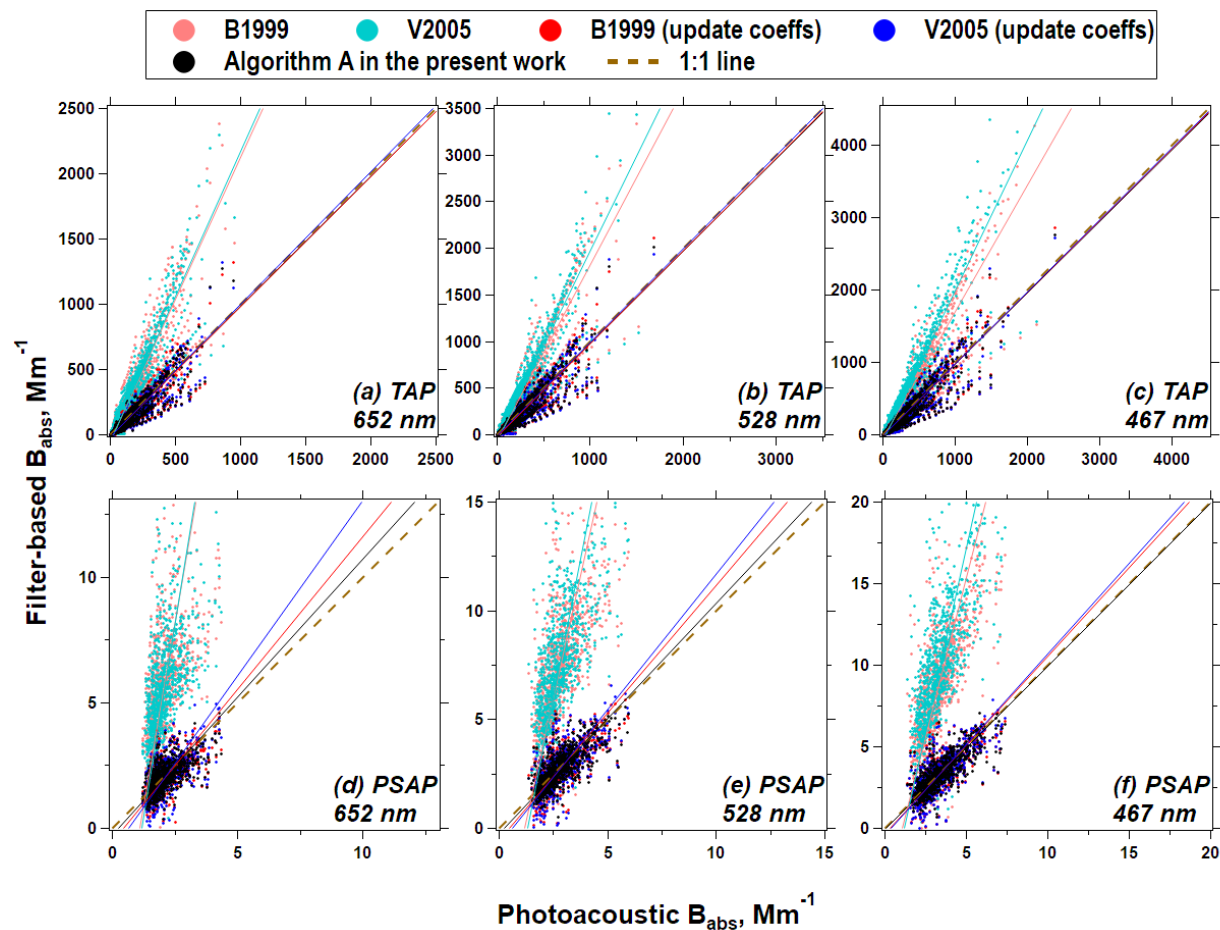 B1999 V2005 B1999 (update coeffs) V2005 (update coeffs)
Algorithm A in the present work 1:1 line
Filter-based B_abs, Mm^-1
2500
2000
1500
1000
500
0
0 500 1000 1500 2000 2500
(a) TAP
652 nm
3500
3000
2500
2000
1500
1000
500
0
0 1000 2000 3000
(b) TAP
528 nm
4000
3000
2000
1000
0
0 1000 2000 3000 4000
(c) TAP
467 nm
10
5
0
0 5 10
(d) PSAP
652 nm
15
10
5
0
0 5 10 15
(e) PSAP
528 nm
20
15
10
5
0
0 5 10 15 20
(f) PSAP
467 nm
Photoacoustic B_abs, Mm^-1